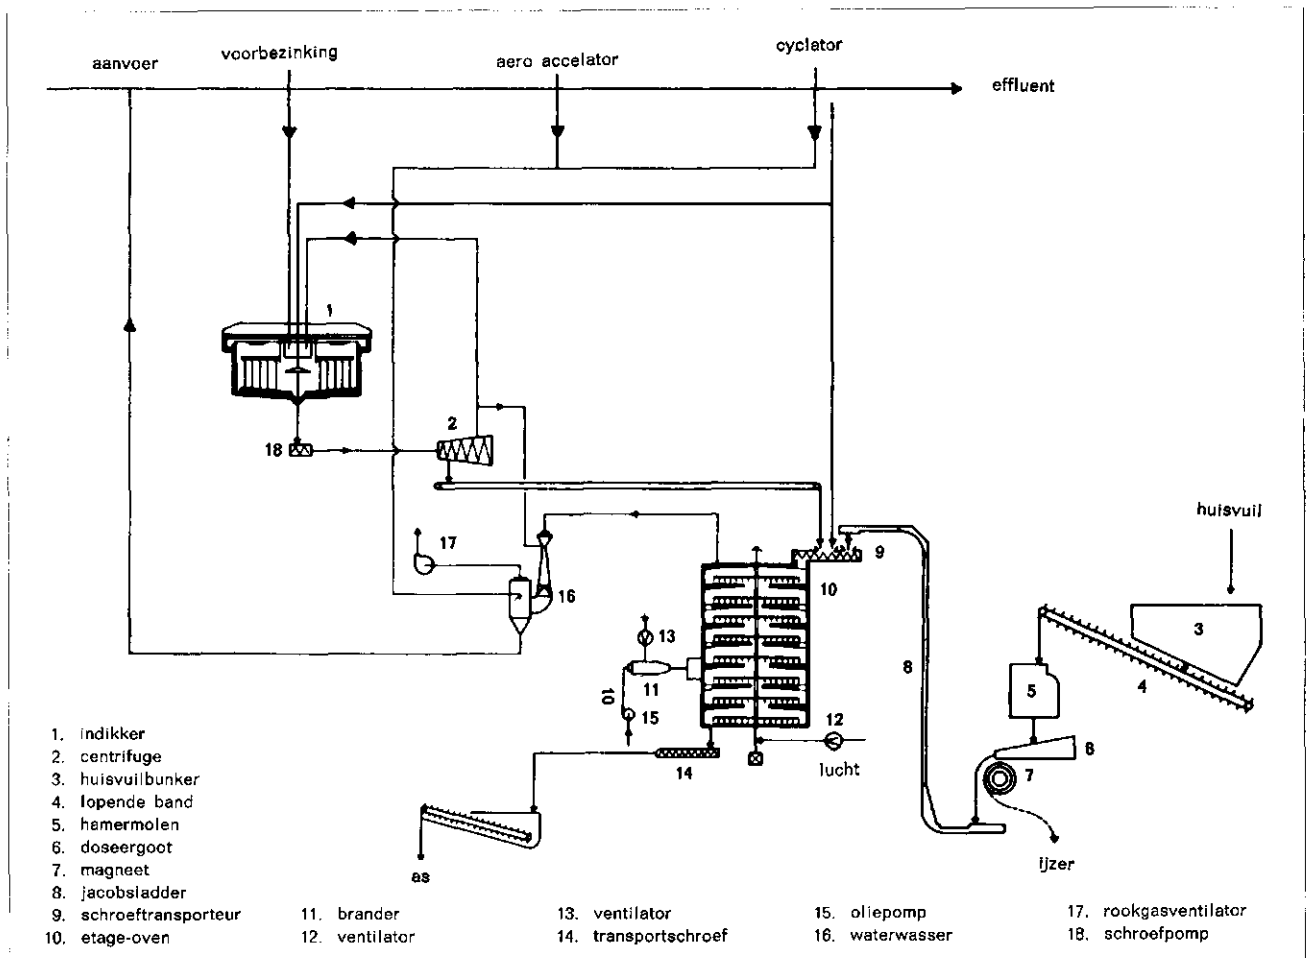 aanvoer
voorbezinking
aero accelator
cyclator
effluent
1
2
18
17
16
9
10
huisvuil
3
4
5
8
8
7
13
11
10
15
12
lucht
14
as
ijzer
1. indikker
2. centrifuge
3. huisvuilbunker
4. lopende band
5. hamermolen
6. doseergoot
7. magneet
8. jacobsladder
9. schroeftransporteur
10. etage-oven
11. brander
12. ventilator
13. ventilator
14. transportschroef
15. oliepomp
16. waterwasser
17. rookgasventilator
18. schroefpomp